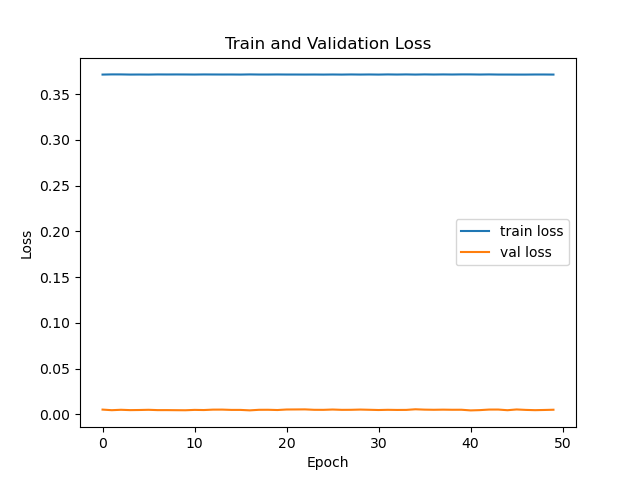 Train and Validation Loss
0.35
0.30
0.25
0.20
0.15
0.10
0.05
0.00
Loss
train loss
val loss
0 10 20 30 40 50
Epoch